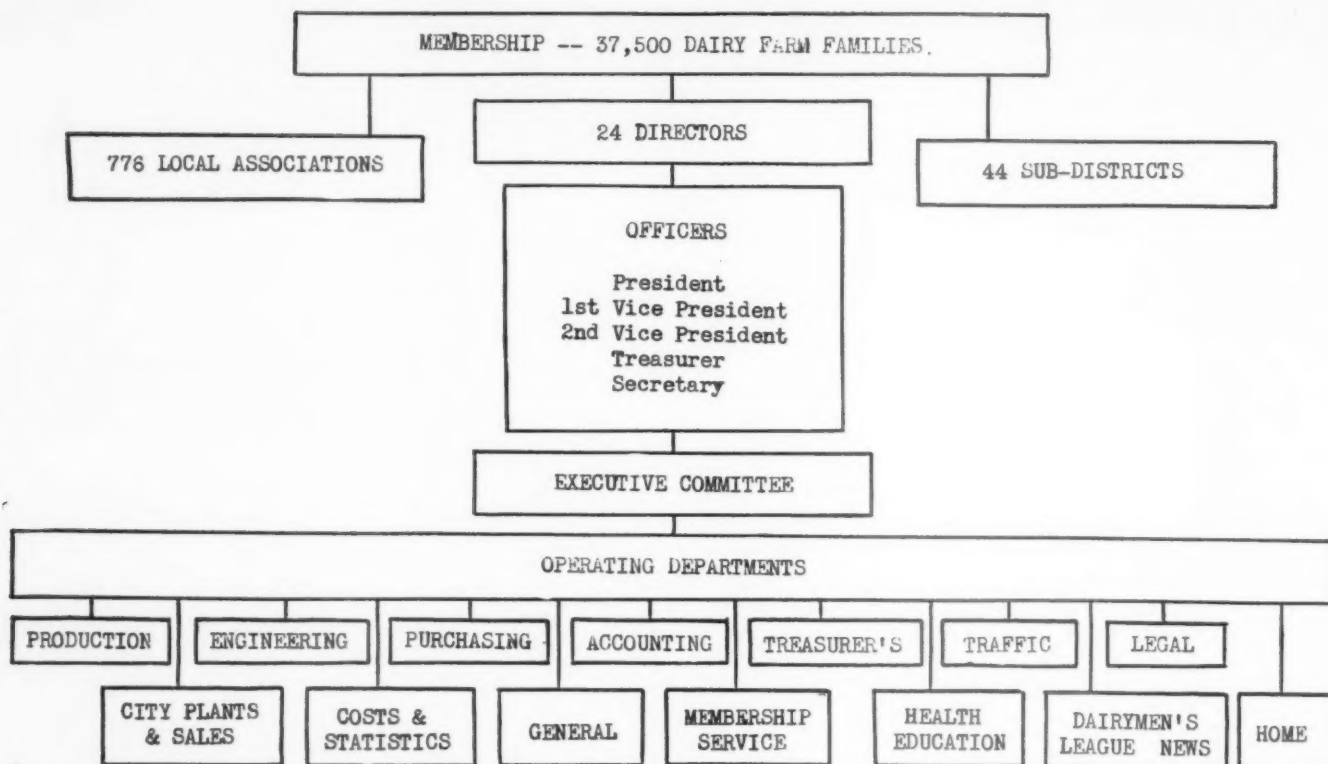 MEMBERSHIP -- 37,500 DAIRY FARM FAMILIES.
776 LOCAL ASSOCIATIONS
24 DIRECTORS
44 SUB-DISTRICTS
OFFICERS
President
1st Vice President
2nd Vice President
Treasurer
Secretary
EXECUTIVE COMMITTEE
OPERATING DEPARTMENTS
PRODUCTION
ENGINEERING
PURCHASING
ACCOUNTING
TREASURER'S
TRAFFIC
LEGAL
CITY PLANTS
& SALES
COSTS &
STATISTICS
GENERAL
MEMBERSHIP
SERVICE
HEALTH
EDUCATION
DAIRYMEN'S
LEAGUE NEWS
HOME